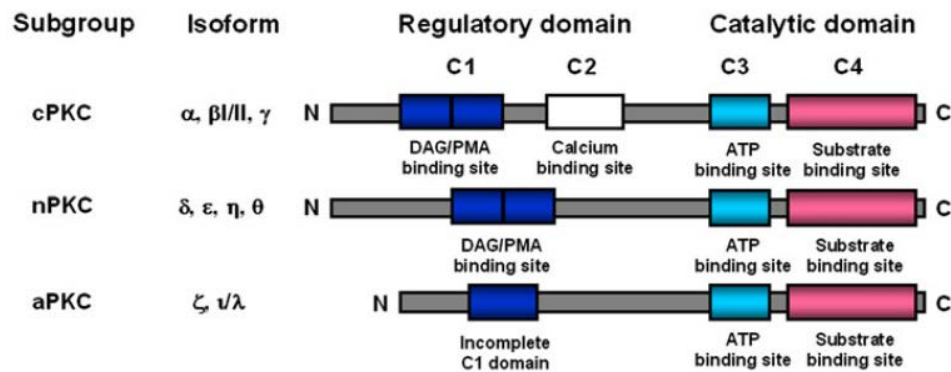 Subgroup Isoform Regulatory domain Catalytic domain
C1 C2 C3 C4
cPKC α, βI/II, γ N C
DAG/PMA binding site
Calcium binding site
ATP binding site
Substrate binding site
nPKC δ, ε, η, θ N C
DAG/PMA binding site
ATP binding site
Substrate binding site
aPKC ζ, ι/λ N C
Incomplete C1 domain
ATP binding site
Substrate binding site